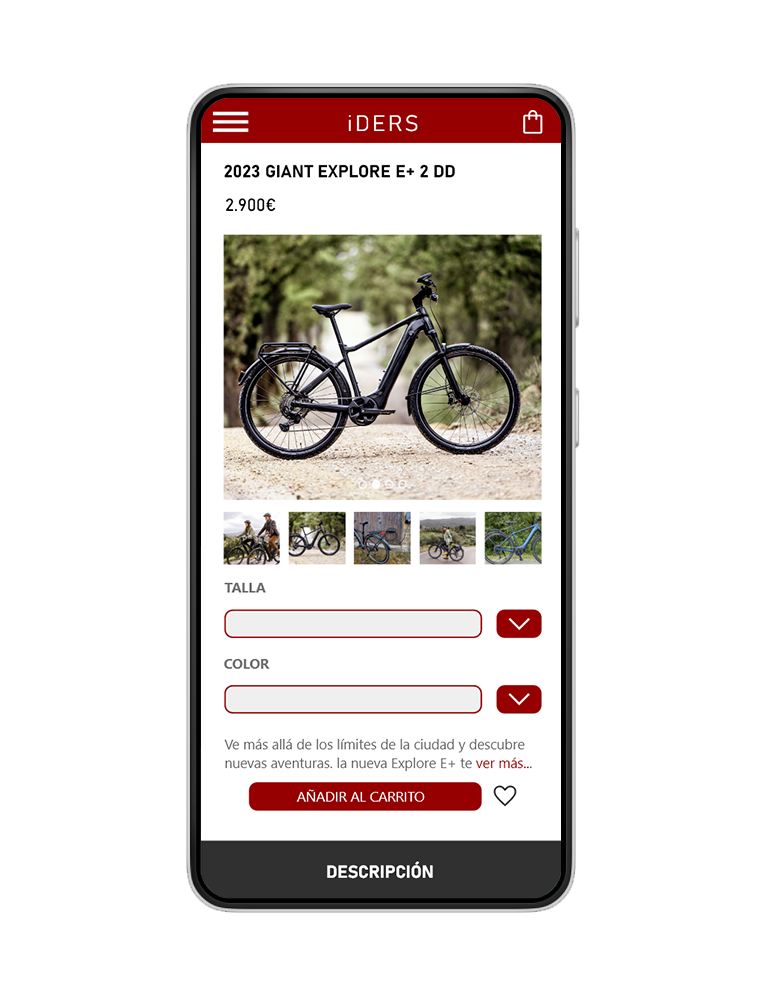 iDERS
2023 GIANT EXPLORE E+ 2 DD
2.900€
TALLA
COLOR
Ve más allá de los límites de la ciudad y descubre
nuevas aventuras. la nueva Explore E+ te ver más...
AÑADIR AL CARRITO
DESCRIPCIÓN